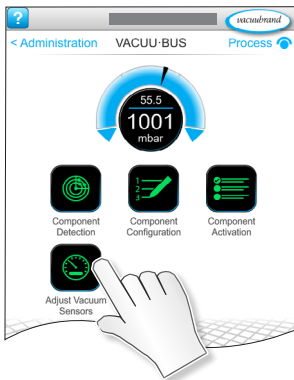 ?
vacuubrand
< Administration VACUU·BUS Process
55.5
1001
mbar
1
2
3
Component
Detection
Component
Configuration
Component
Activation
Adjust Vacuum
Sensors